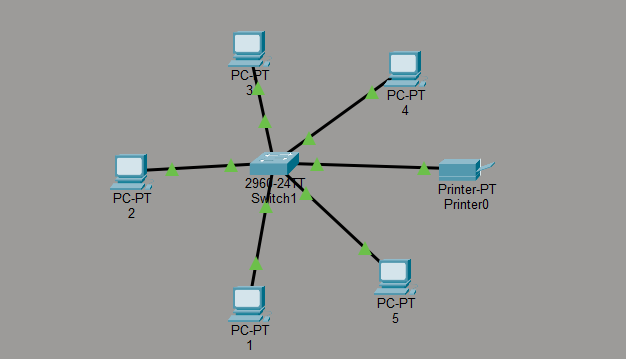 PC-PT
3
PC-PT
4
2960-24TT
Switch1
PC-PT
2
Printer-PT
Printer0
PC-PT
5
PC-PT
1